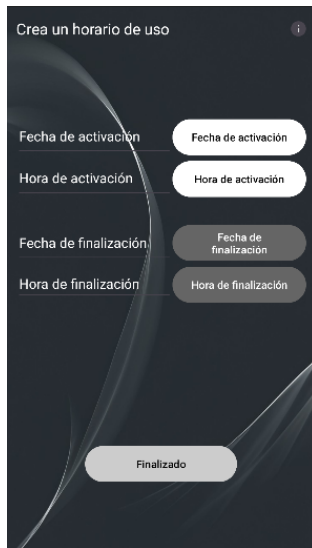 Crea un horario de uso
i
Fecha de activación
Fecha de activación
Hora de activación
Hora de activación
Fecha de finalización
Fecha de
finalización
Hora de finalización
Hora de finalización
Finalizado